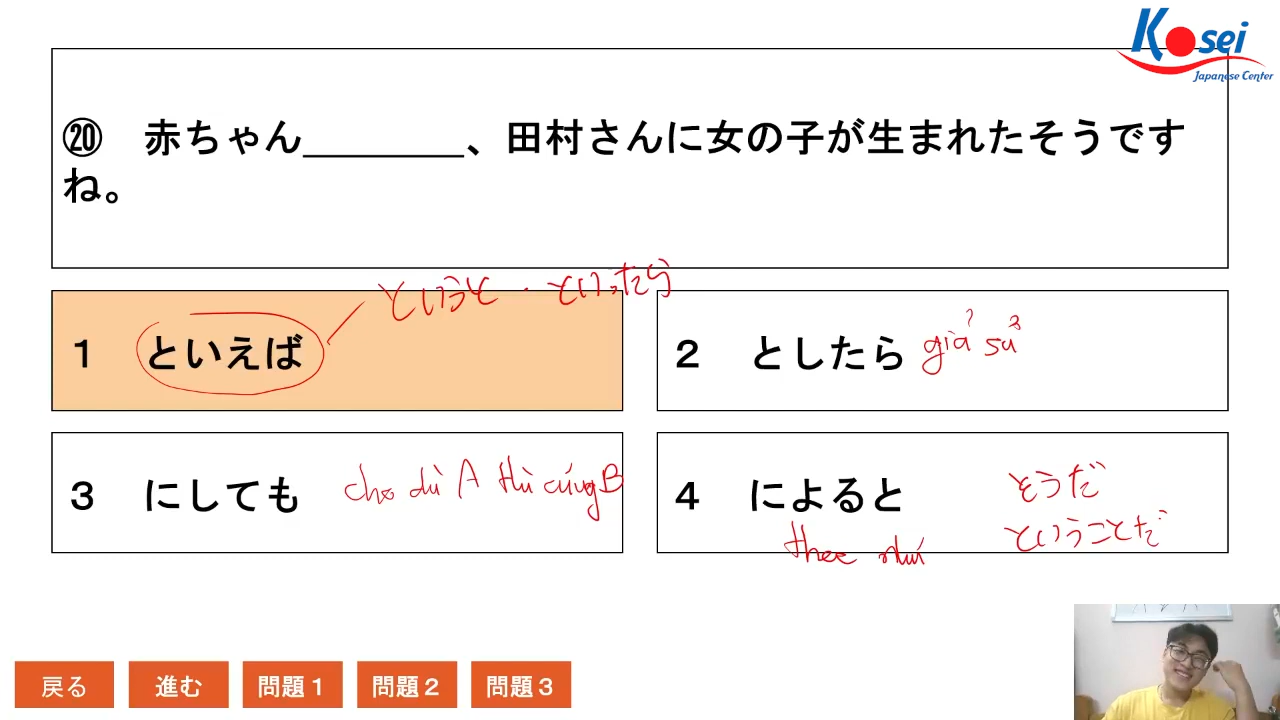 Kosei
Japanese Center
⑳ 赤ちゃん________、田村さんに女の子が生まれたそうです
ね。
というと・といったら
1 といえば
2 としたら giả sử
3 にしても cho dù A thì cũng B
4 によると そうだ
ということだ
theo như
戻る 進む 問題1 問題2 問題3